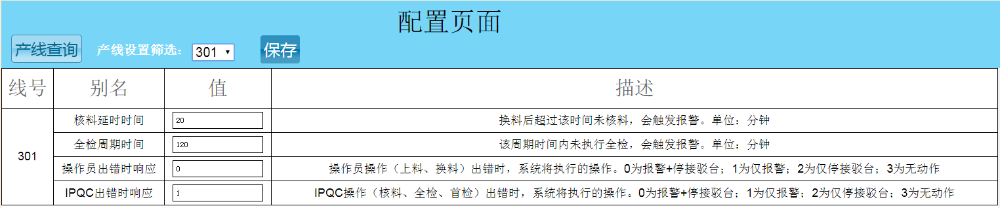 配置页面
产线查询 产线设置筛选： 301 保存
线号 别名 值 描述
核料延时时间 20 换料后超过该时间未核料，会触发报警。单位：分钟
全检周期时间 120 该周期时间内未执行全检，会触发报警。单位：分钟
301
操作员出错时响应 0 操作员操作（上料、换料）出错时，系统将执行的操作。0为报警+停接驳台；1为仅报警；2为仅停接驳台；3为无动作
IPQC出错时响应 1 IPQC操作（核料、全检、首检）出错时，系统将执行的操作。0为报警+停接驳台；1为仅报警；2为仅停接驳台；3为无动作